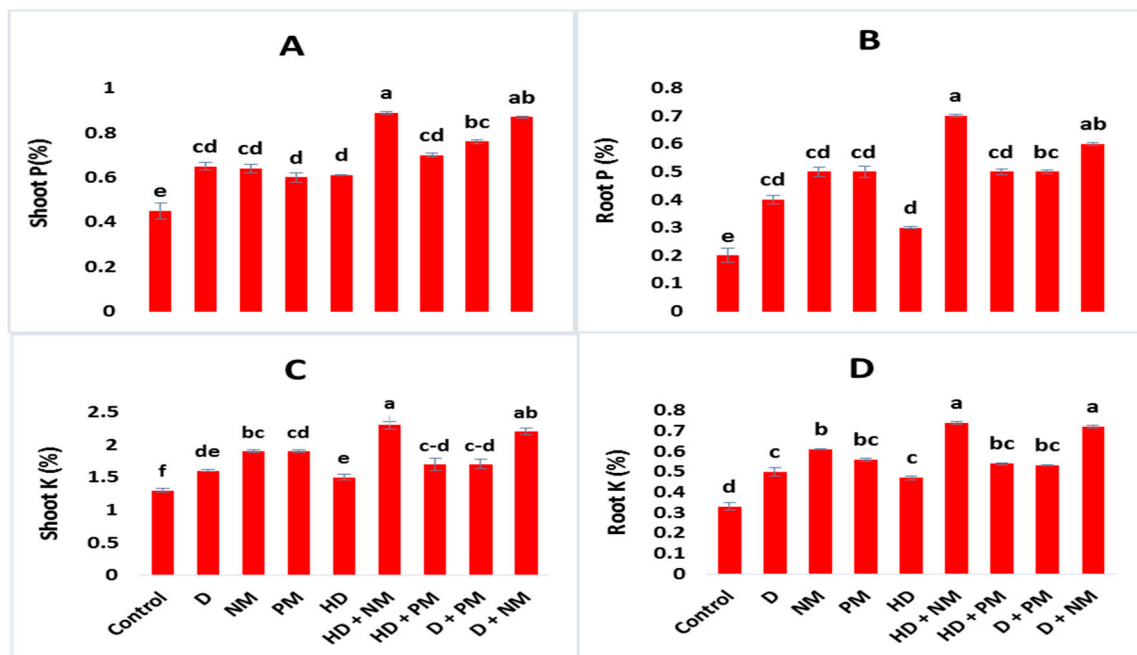 A
Shoot P(%)
1
0.8
0.6
0.4
0.2
0
e
cd
cd
d
d
a
cd
bc
ab
B
Root P (%)
0.8
0.7
0.6
0.5
0.4
0.3
0.2
0.1
0
e
cd
cd
cd
d
a
cd
bc
ab
C
Shoot K (%)
2.5
2
1.5
1
0.5
0
f
de
bc
cd
e
a
c-d
c-d
ab
Control
D
NM
PM
HD
HD + NM
HD + PM
D + PM
D + NM
D
Root K (%)
0.8
0.7
0.6
0.5
0.4
0.3
0.2
0.1
0
d
c
b
bc
c
a
bc
bc
a
Control
D
NM
PM
HD
HD + NM
HD + PM
D + PM
D + NM